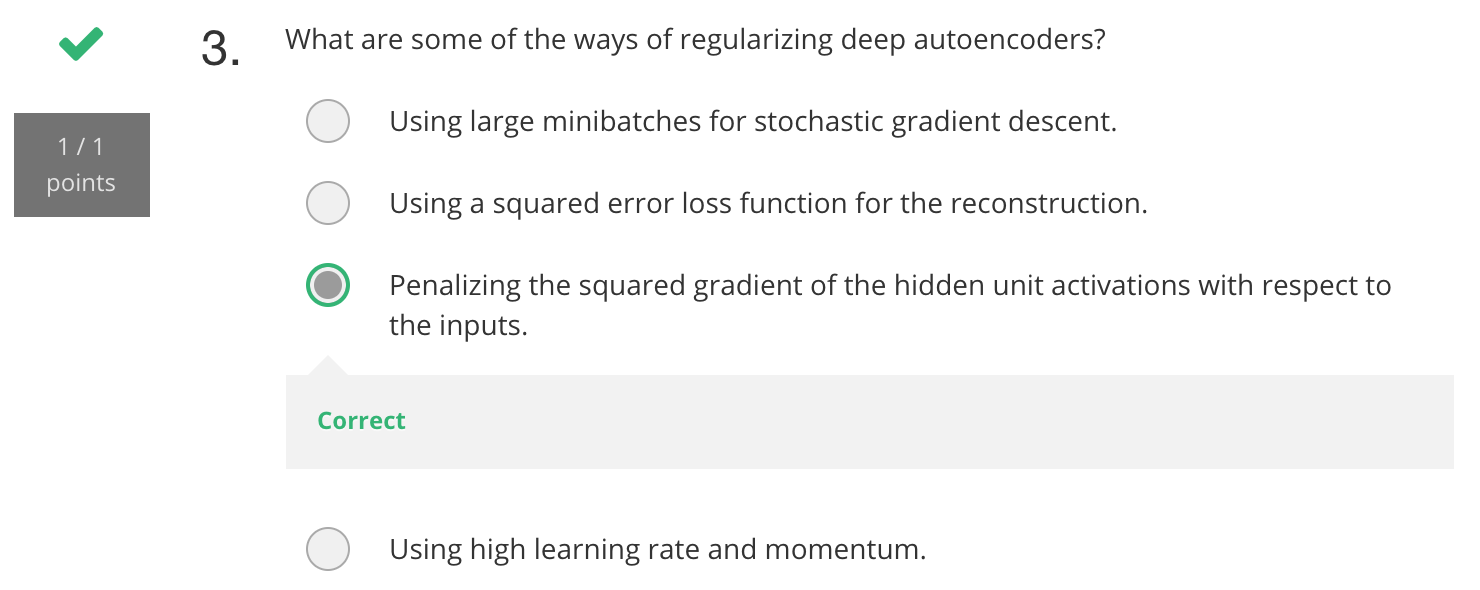 3. What are some of the ways of regularizing deep autoencoders?
1 / 1
points
Using large minibatches for stochastic gradient descent.
Using a squared error loss function for the reconstruction.
Penalizing the squared gradient of the hidden unit activations with respect to
the inputs.
Correct
Using high learning rate and momentum.